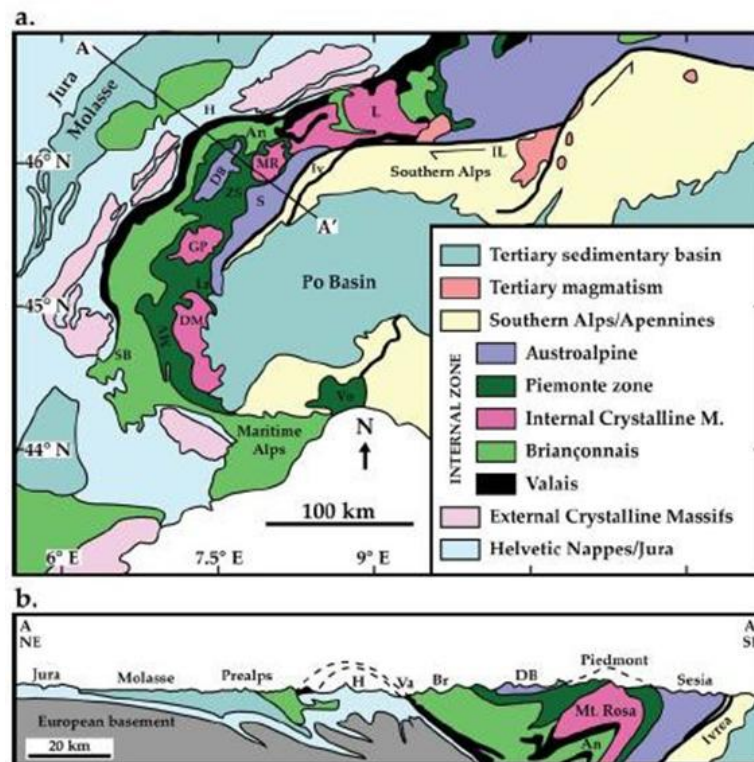 a.
A
Jura
Molasse
H
An
L
46° N
DB
MR
Iv
IL
Southern Alps
ZS
S
A'
GP
Po Basin
45° N
DM
SB
Vo
44° N
Maritime
Alps
N
100 km
6° E
7.5° E
9° E
Tertiary sedimentary basin
Tertiary magmatism
Southern Alps/Apennines
INTERNAL ZONE
Austroalpine
Piemonte zone
Internal Crystalline M.
Briançonnais
Valais
External Crystalline Massifs
Helvetic Nappes/Jura
b.
A
NE
Jura
Molasse
Prealps
H
Va
Br
DB
Piedmont
Sesia
European basement
Mt. Rosa
An
Ivrea
20 km